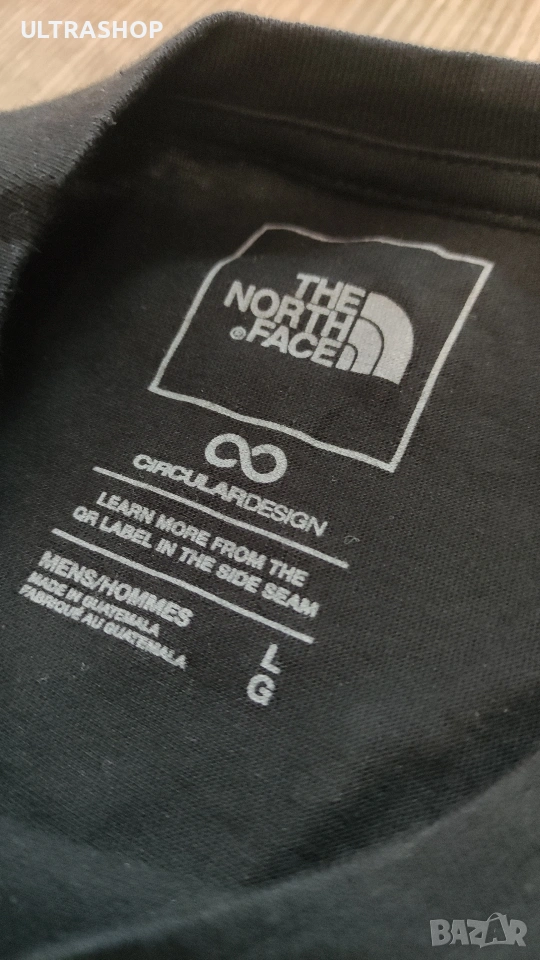 ULTRASHOP
THE
NORTH
FACE
CIRCULARDESIGN
LEARN MORE FROM THE
QR LABEL IN THE SIDE SEAM
MENS/HOMMES
MADE IN GUATEMALA
FABRIQUÉ AU GUATEMALA
L
G
BAZAR